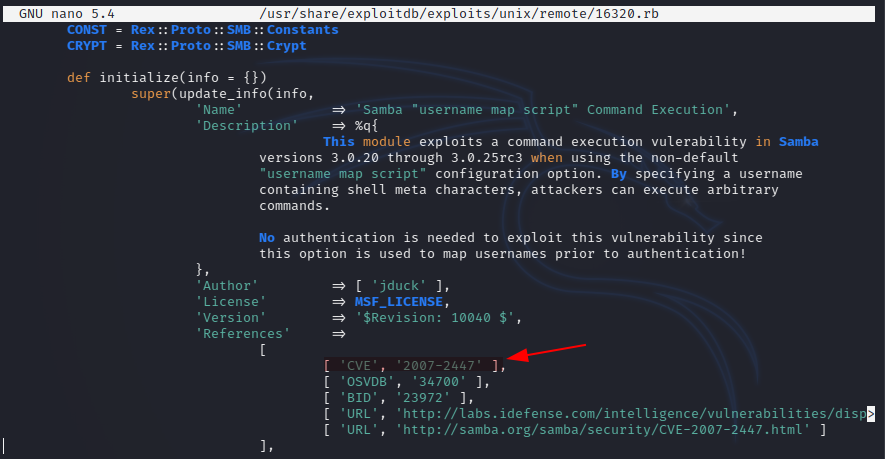 GNU nano 5.4 /usr/share/exploitdb/exploits/unix/remote/16320.rb
CONST = Rex::Proto::SMB::Constants
CRYPT = Rex::Proto::SMB::Crypt
def initialize(info = {})
super(update_info(info,
'Name' => 'Samba "username map script" Command Execution',
'Description' => %q{
This module exploits a command execution vulerability in Samba
versions 3.0.20 through 3.0.25rc3 when using the non-default
"username map script" configuration option. By specifying a username
containing shell meta characters, attackers can execute arbitrary
commands.
No authentication is needed to exploit this vulnerability since
this option is used to map usernames prior to authentication!
},
'Author' => [ 'jduck' ],
'License' => MSF_LICENSE,
'Version' => '$Revision: 10040 $',
'References' =>
[
[ 'CVE', '2007-2447' ],
[ 'OSVDB', '34700' ],
[ 'BID', '23972' ],
[ 'URL', 'http://labs.idefense.com/intelligence/vulnerabilities/disp>
[ 'URL', 'http://samba.org/samba/security/CVE-2007-2447.html' ]
],